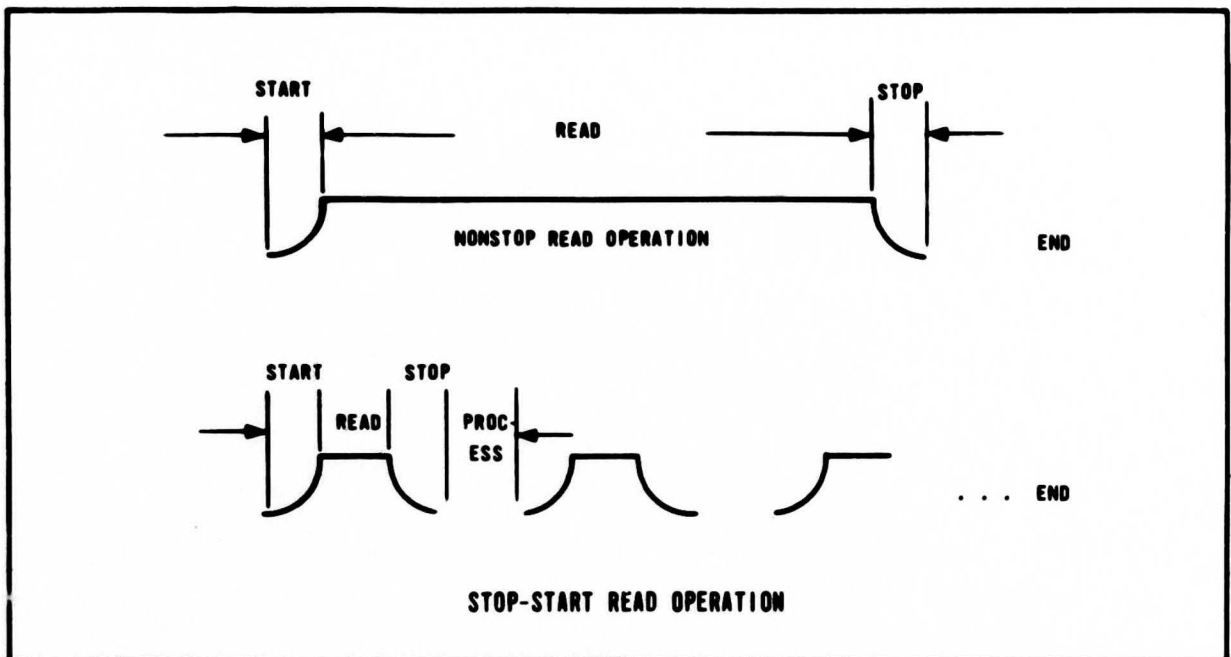 START
STOP
READ
NONSTOP READ OPERATION
END
START
STOP
READ
PROC-
ESS
. . . END
STOP-START READ OPERATION